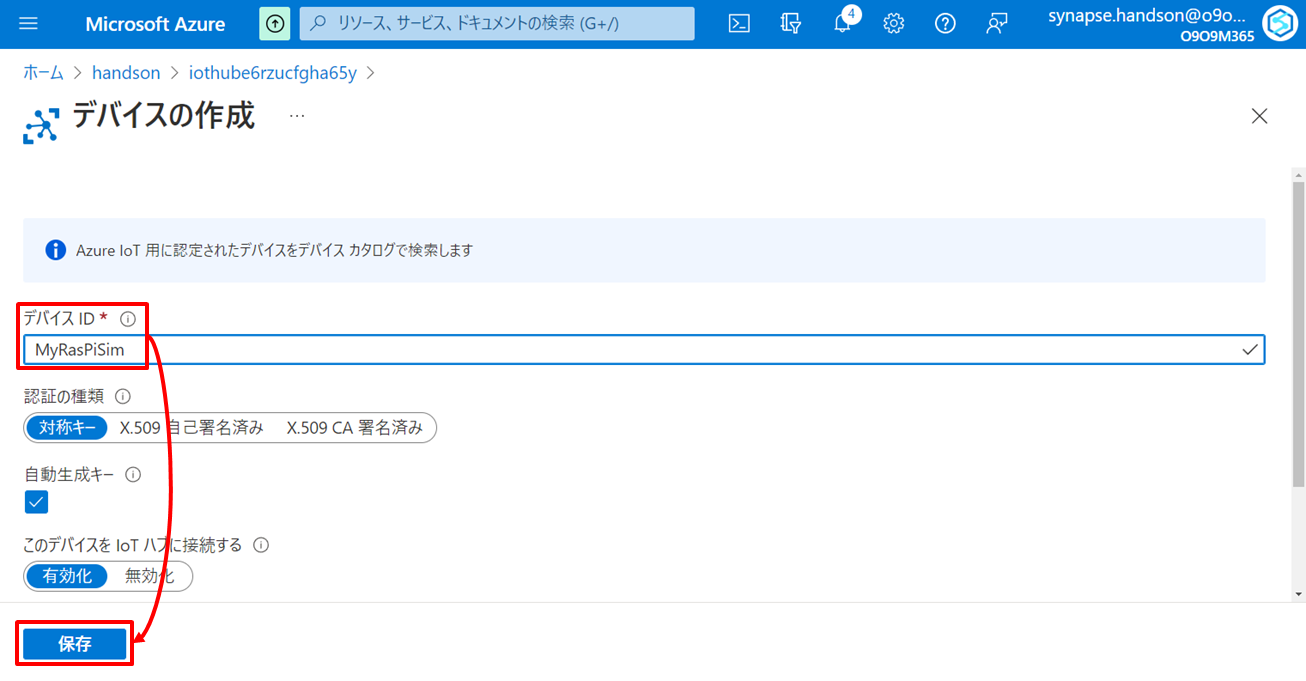 Microsoft Azure
リソース、サービス、ドキュメントの検索 (G+/)
4
synapse.handson@o9o...
O9O9M365
ホーム > handson > iothube6rzucfgha65y >
デバイスの作成 ...
Azure IoT 用に認定されたデバイスをデバイス カタログで検索します
デバイス ID *
MyRasPiSim
認証の種類
対称キー X.509 自己署名済み X.509 CA 署名済み
自動生成キー
このデバイスを IoT ハブに接続する
有効化 無効化
保存